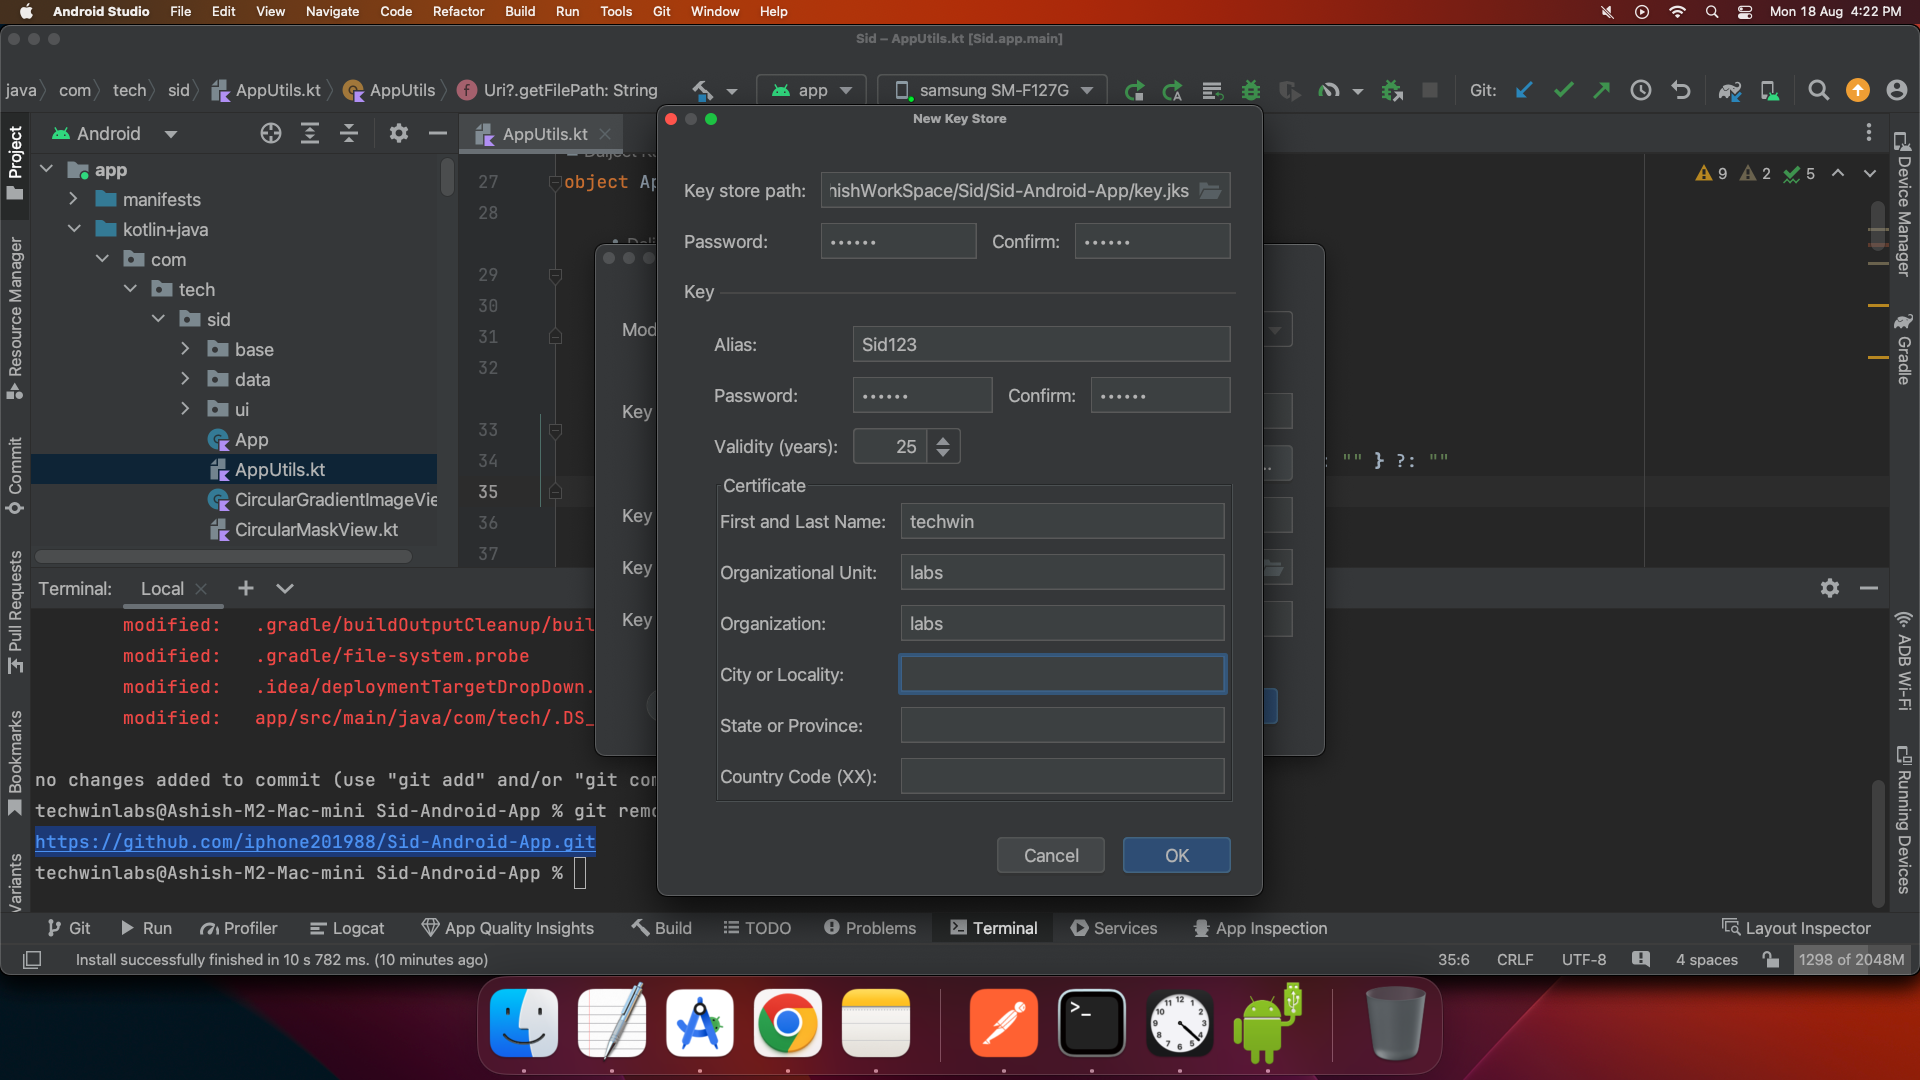 Android Studio File Edit View Navigate Code Refactor Build Run Tools Git Window Help Mon 18 Aug 4:22 PM
Sid – AppUtils.kt [Sid.app.main]
java com tech sid AppUtils.kt AppUtils Uri?.getFilePath: String app samsung SM-F127G Git:
Project
Resource Manager
Commit
Pull Requests
Bookmarks
Variants
Android
app
manifests
kotlin+java
com
tech
sid
base
data
ui
App
AppUtils.kt
CircularGradientImageVie
CircularMaskView.kt
AppUtils.kt
27 object Ap
28
29
30
31
32
33
34 "" } ?: ""
35
36
37
9 2 5
Mod
Key
Key
Key
Key
New Key Store
Key store path: hishWorkSpace/Sid/Sid-Android-App/key.jks
Password: •••••• Confirm: ••••••
Key
Alias: Sid123
Password: •••••• Confirm: ••••••
Validity (years): 25
Certificate
First and Last Name: techwin
Organizational Unit: labs
Organization: labs
City or Locality:
State or Province:
Country Code (XX):
Cancel OK
Device Manager
Gradle
ADB Wi-Fi
Running Devices
Terminal: Local
modified: .gradle/buildOutputCleanup/buil
modified: .gradle/file-system.probe
modified: .idea/deploymentTargetDropDown.
modified: app/src/main/java/com/tech/.DS_
no changes added to commit (use "git add" and/or "git com
techwinlabs@Ashish-M2-Mac-mini Sid-Android-App % git remo
https://github.com/iphone201988/Sid-Android-App.git
techwinlabs@Ashish-M2-Mac-mini Sid-Android-App %
Git Run Profiler Logcat App Quality Insights Build TODO Problems Terminal Services App Inspection Layout Inspector
Install successfully finished in 10 s 782 ms. (10 minutes ago) 35:6 CRLF UTF-8 4 spaces 1298 of 2048M